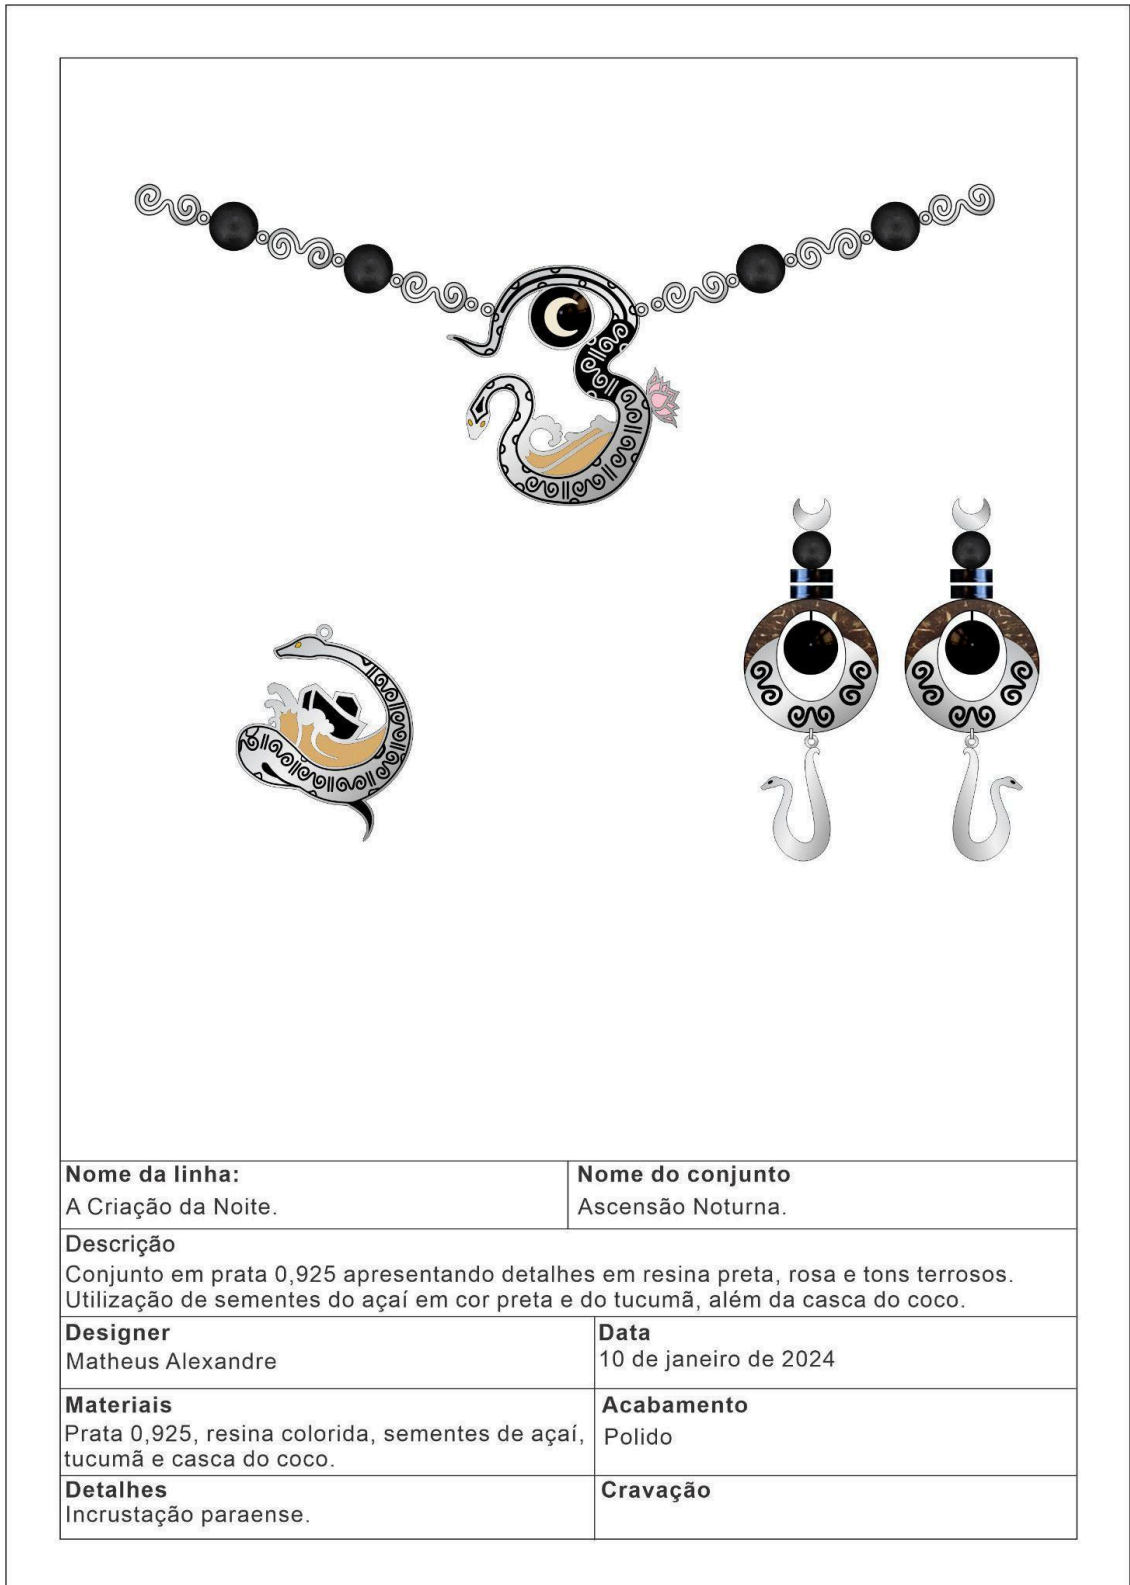 Nome da linha:
A Criação da Noite.
Nome do conjunto
Ascensão Noturna.
Descrição
Conjunto em prata 0,925 apresentando detalhes em resina preta, rosa e tons terrosos.
Utilização de sementes do açaí em cor preta e do tucumã, além da casca do coco.
Designer
Matheus Alexandre
Data
10 de janeiro de 2024
Materiais
Prata 0,925, resina colorida, sementes de açaí,
tucumã e casca do coco.
Acabamento
Polido
Detalhes
Incrustação paraense.
Cravação